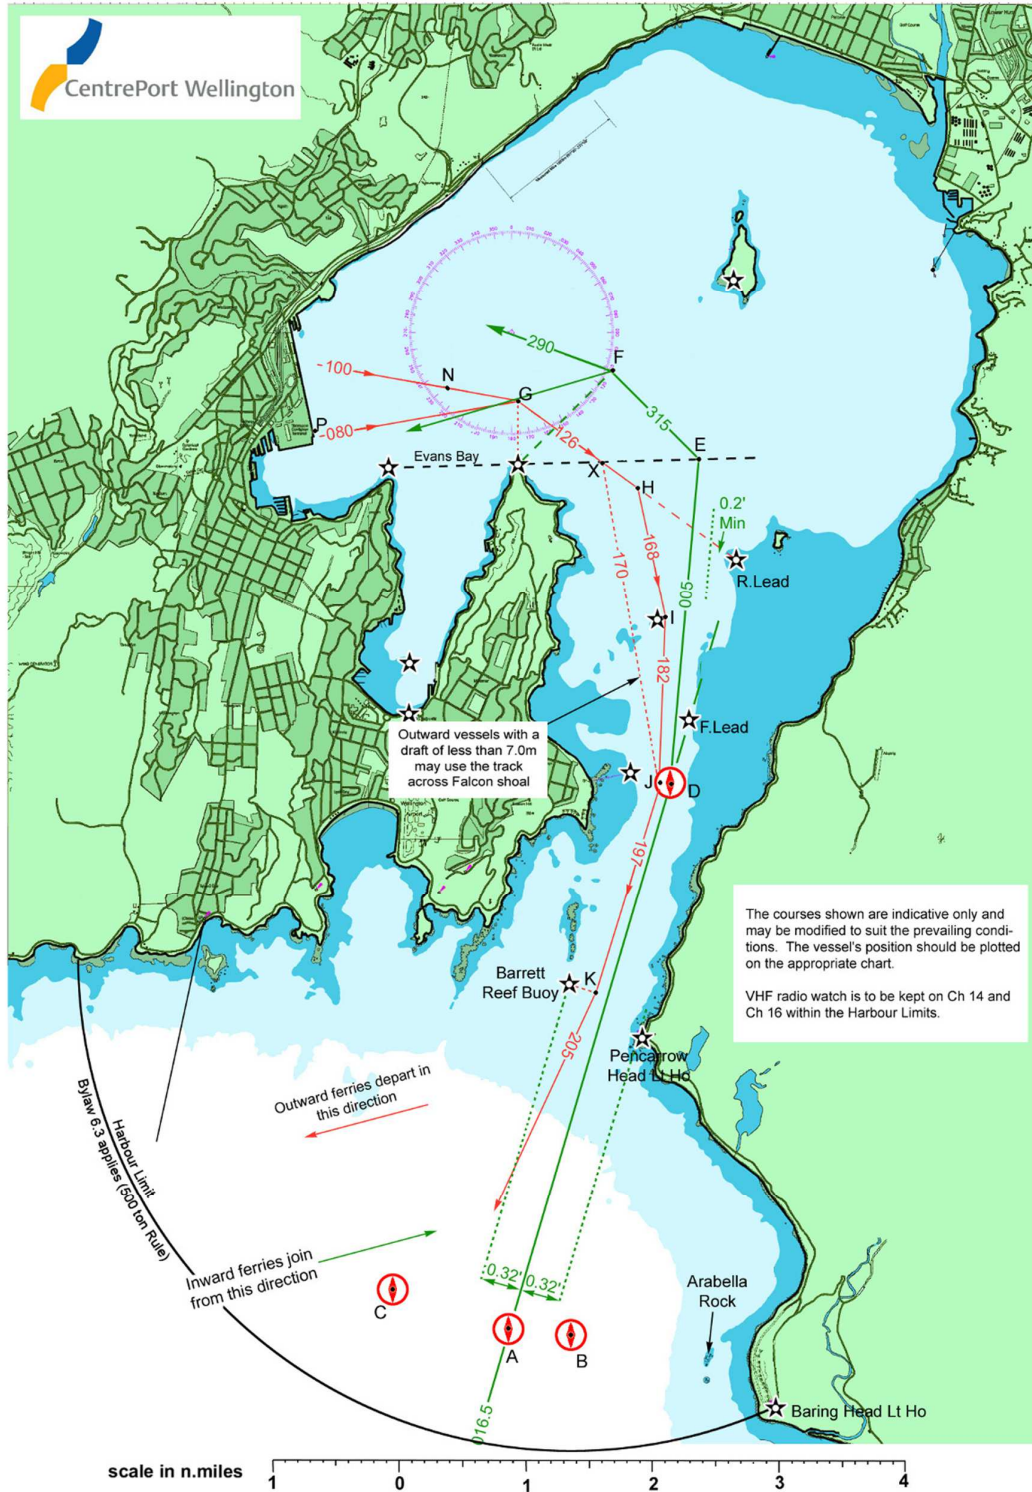 CentrePort Wellington
290
F
100
N
G
P
080
126
315
Evans Bay
E
X
H
0.2'
Min
168
170
R.Lead
005
I
182
F.Lead
Outward vessels with a
draft of less than 7.0m
may use the track
across Falcon shoal
J
D
197
The courses shown are indicative only and
may be modified to suit the prevailing condi-
tions. The vessel's position should be plotted
on the appropriate chart.
VHF radio watch is to be kept on Ch 14 and
Ch 16 within the Harbour Limits.
Barrett
Reef Buoy
K
205
Pencarrow
Head Lt Ho
Outward ferries depart in
this direction
Harbour Limit
Bylaw 6.3 applies (500 ton Rule)
Inward ferries join
from this direction
0.32'
0.32'
Arabella
Rock
C
A
B
016.5
Baring Head Lt Ho
scale in n.miles
1
0
1
2
3
4